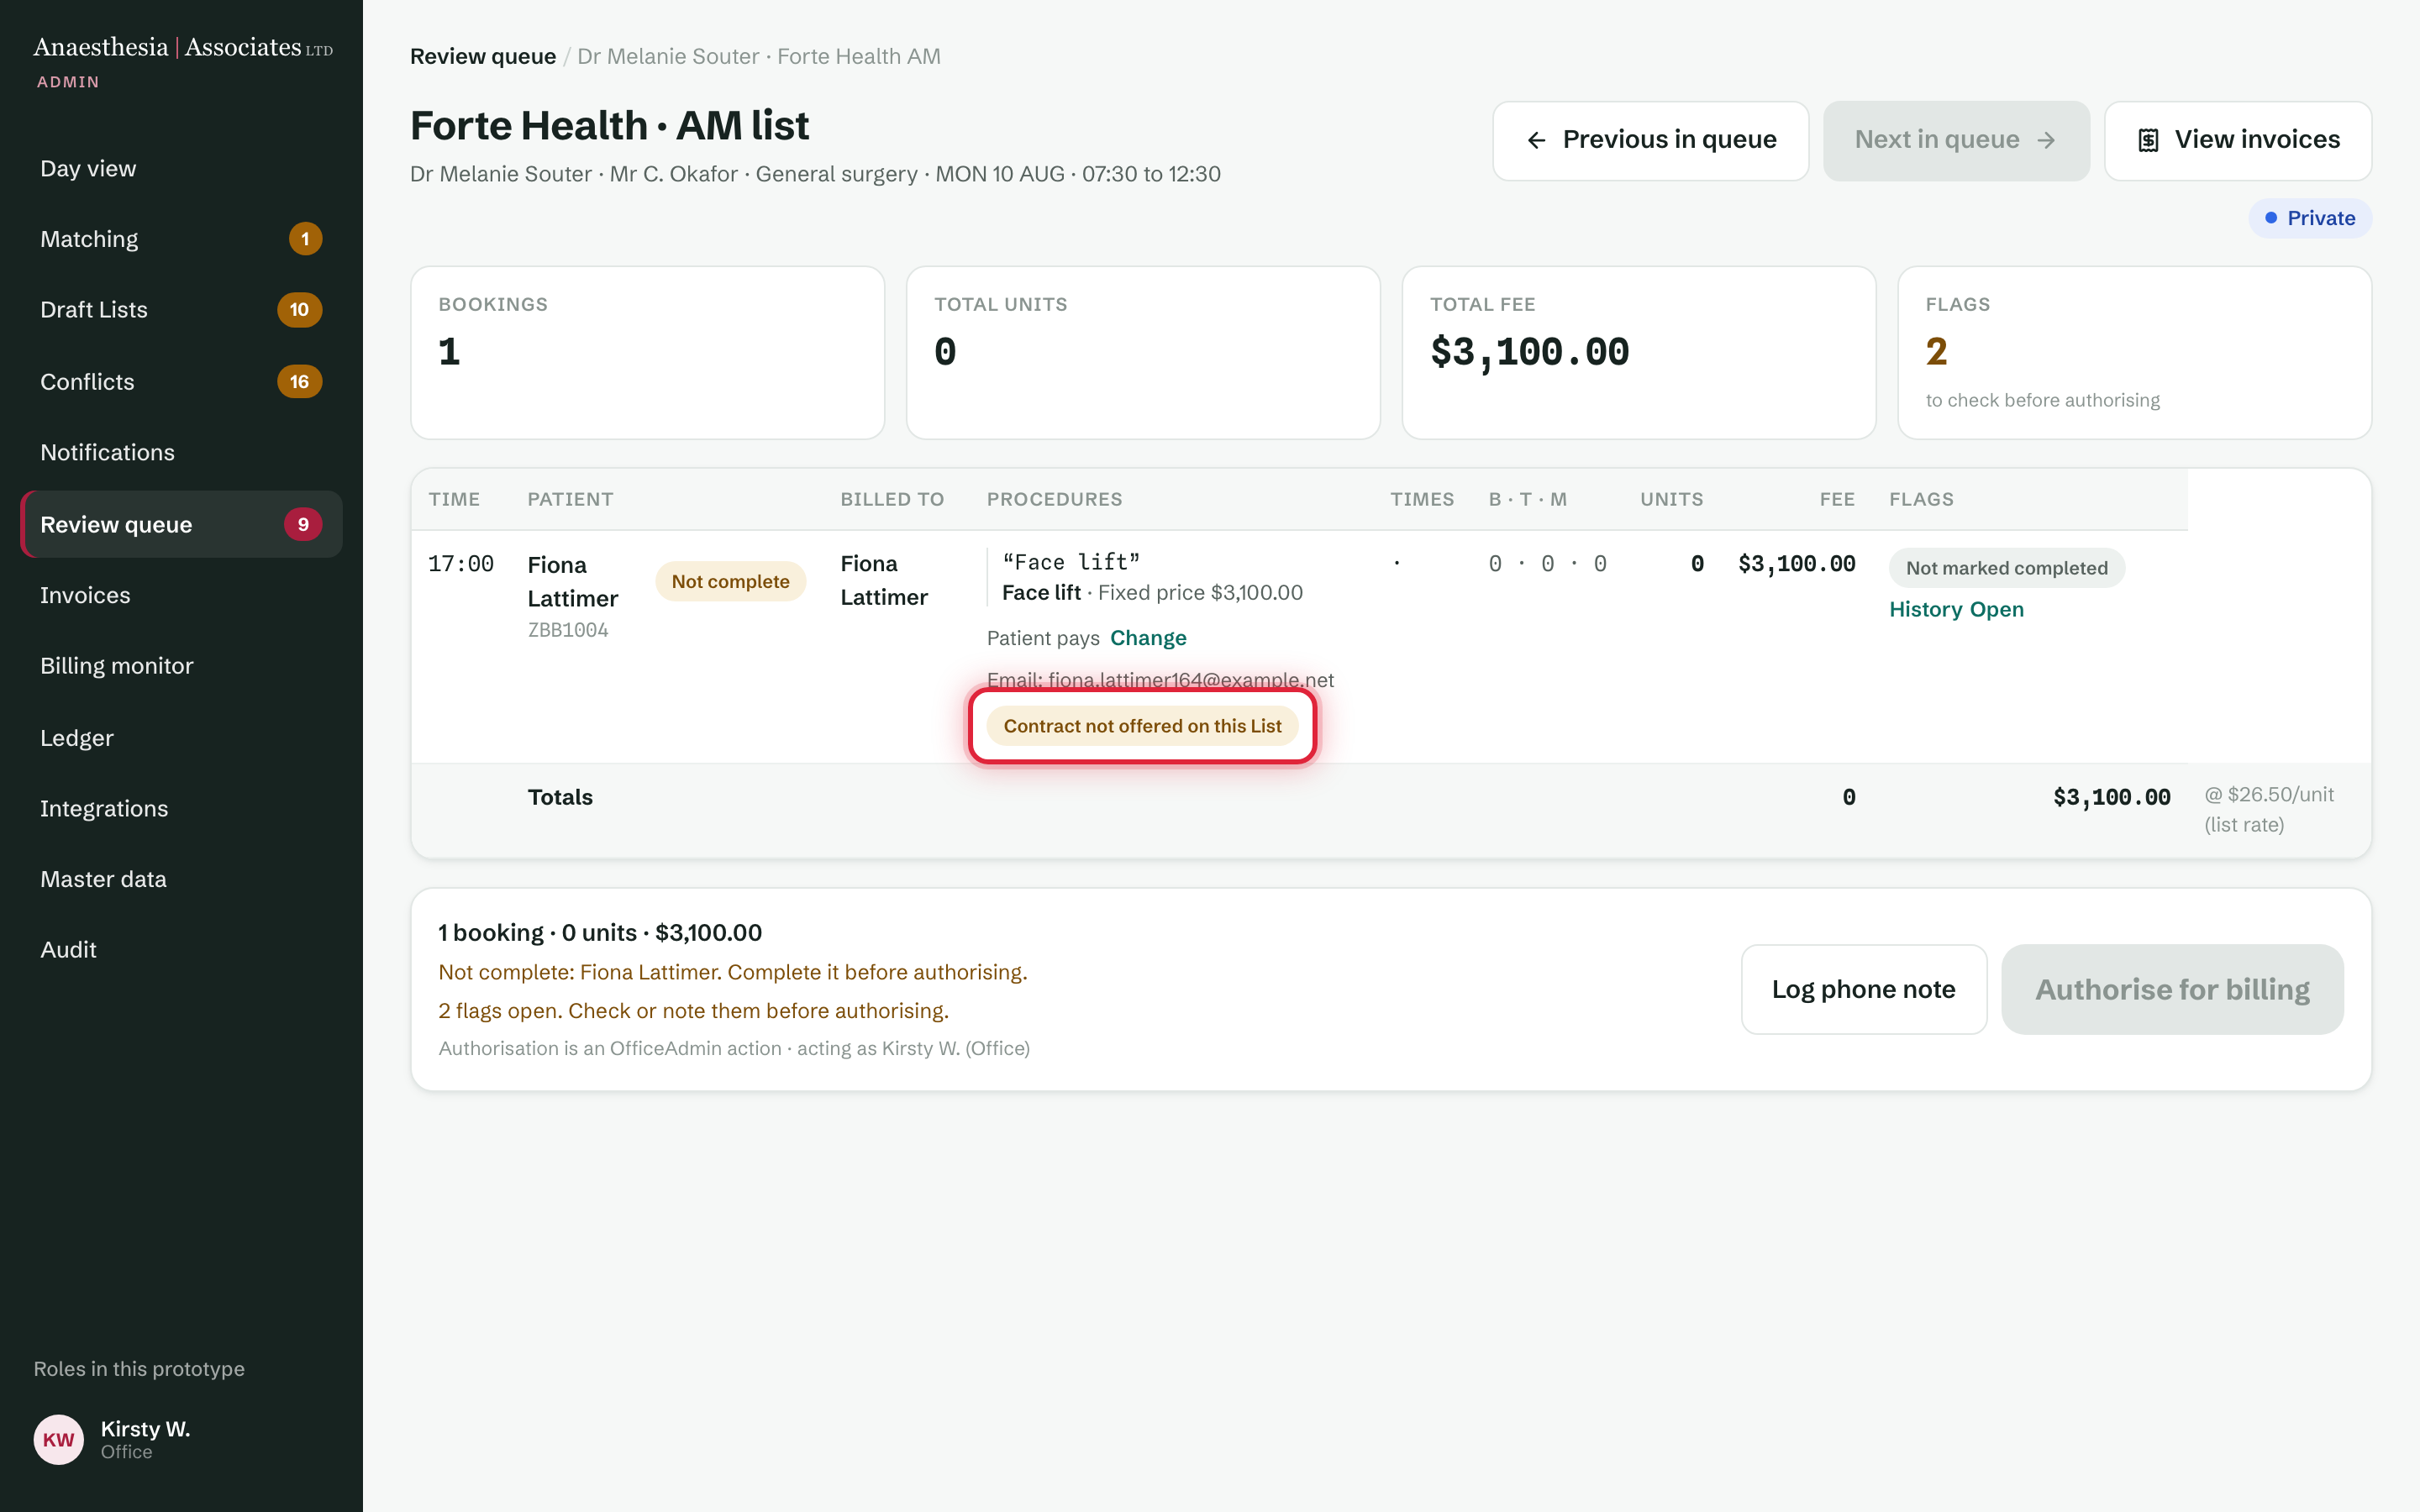 Anaesthesia | Associates LTD
ADMIN
Day view
Matching 1
Draft Lists 10
Conflicts 16
Notifications
Review queue 9
Invoices
Billing monitor
Ledger
Integrations
Master data
Audit
Roles in this prototype
KW
Kirsty W.
Office
Review queue / Dr Melanie Souter · Forte Health AM
Forte Health · AM list
Dr Melanie Souter · Mr C. Okafor · General surgery · MON 10 AUG · 07:30 to 12:30
← Previous in queue
Next in queue →
View invoices
Private
BOOKINGS
1
TOTAL UNITS
0
TOTAL FEE
$3,100.00
FLAGS
2
to check before authorising
TIME PATIENT BILLED TO PROCEDURES TIMES B · T · M UNITS FEE FLAGS
17:00
Fiona
Lattimer
ZBB1004
Not complete
Fiona
Lattimer
“Face lift”
Face lift · Fixed price $3,100.00
Patient pays Change
Email: fiona.lattimer164@example.net
Contract not offered on this List
·
0 · 0 · 0
0
$3,100.00
Not marked completed
History Open
Totals 0 $3,100.00
@ $26.50/unit
(list rate)
1 booking · 0 units · $3,100.00
Not complete: Fiona Lattimer. Complete it before authorising.
2 flags open. Check or note them before authorising.
Authorisation is an OfficeAdmin action · acting as Kirsty W. (Office)
Log phone note
Authorise for billing